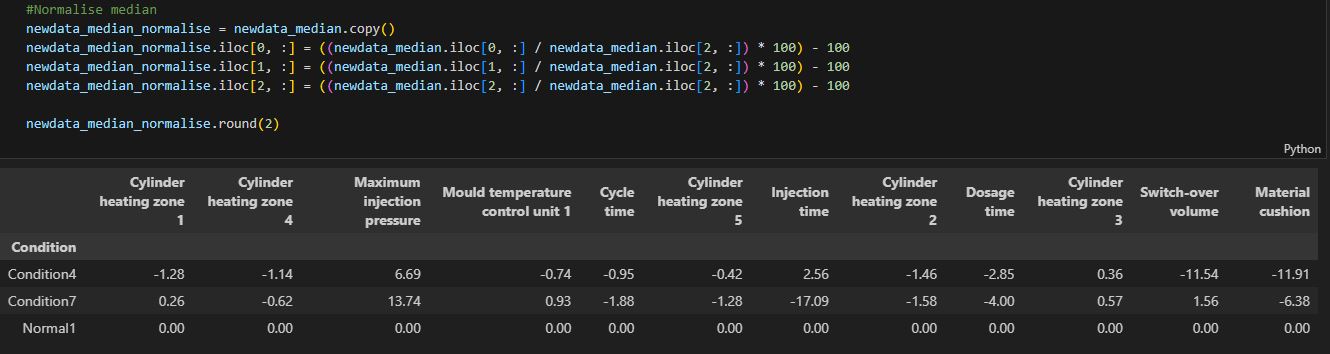 #Normalise median
newdata_median_normalise = newdata_median.copy()
newdata_median_normalise.iloc[0, :] = ((newdata_median.iloc[0, :] / newdata_median.iloc[2, :]) * 100) - 100
newdata_median_normalise.iloc[1, :] = ((newdata_median.iloc[1, :] / newdata_median.iloc[2, :]) * 100) - 100
newdata_median_normalise.iloc[2, :] = ((newdata_median.iloc[2, :] / newdata_median.iloc[2, :]) * 100) - 100
newdata_median_normalise.round(2)
Python
Cylinder heating zone 1 Cylinder heating zone 4 Maximum injection pressure Mould temperature control unit 1 Cycle time Cylinder heating zone 5 Injection time Cylinder heating zone 2 Dosage time Cylinder heating zone 3 Switch-over volume Material cushion
Condition
Condition4 -1.28 -1.14 6.69 -0.74 -0.95 -0.42 2.56 -1.46 -2.85 0.36 -11.54 -11.91
Condition7 0.26 -0.62 13.74 0.93 -1.88 -1.28 -17.09 -1.58 -4.00 0.57 1.56 -6.38
Normal1 0.00 0.00 0.00 0.00 0.00 0.00 0.00 0.00 0.00 0.00 0.00 0.00